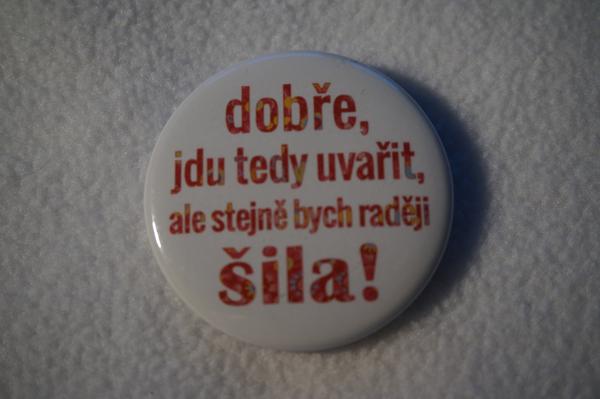 dobře,
jdu tedy uvařit,
ale stejně bych raději
šila!